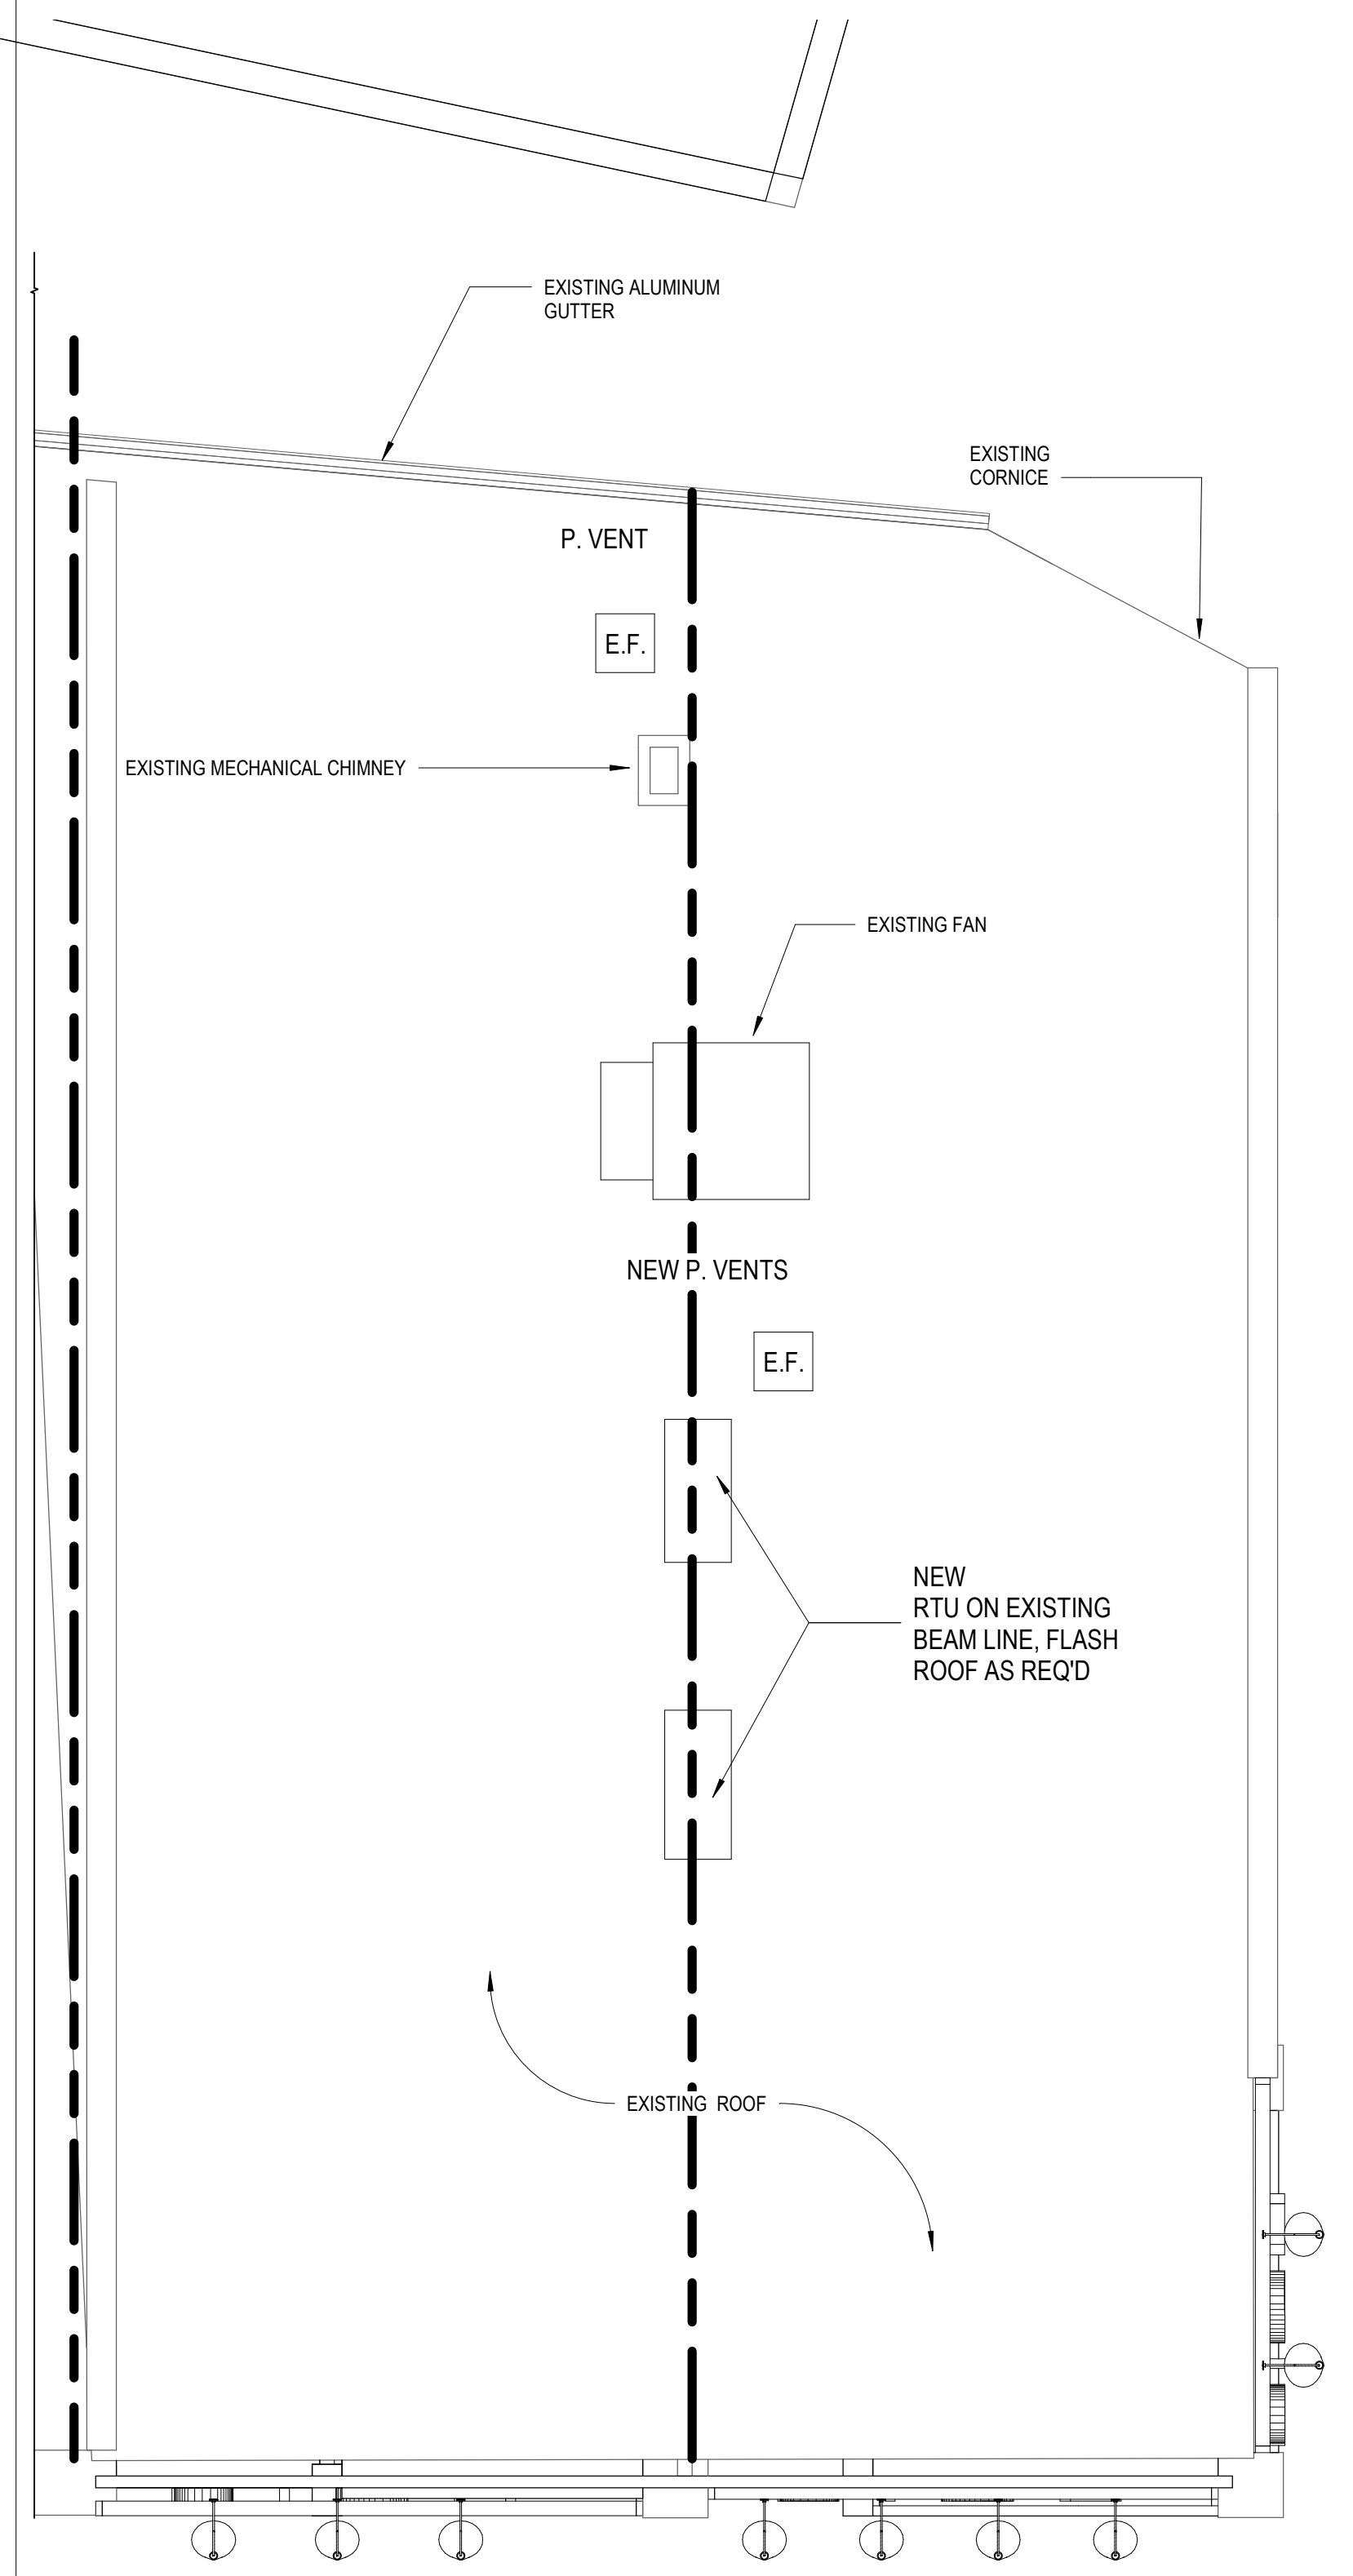 EXISTING ALUMINUM
GUTTER
EXISTING
CORNICE
P. VENT
E.F.
EXISTING MECHANICAL CHIMNEY
EXISTING FAN
NEW P. VENTS
E.F.
NEW
RTU ON EXISTING
BEAM LINE, FLASH
ROOF AS REQ'D
EXISTING ROOF